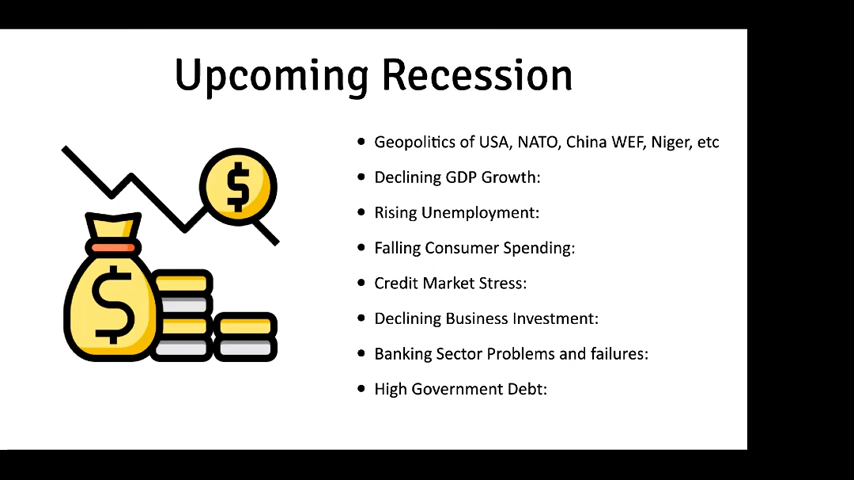 Upcoming Recession
$
$
• Geopolitics of USA, NATO, China WEF, Niger, etc
• Declining GDP Growth:
• Rising Unemployment:
• Falling Consumer Spending:
• Credit Market Stress:
• Declining Business Investment:
• Banking Sector Problems and failures:
• High Government Debt: